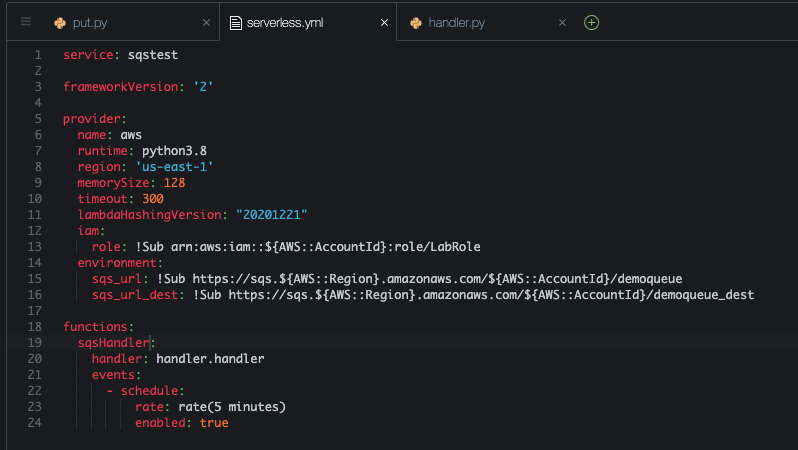 put.py × serverless.yml × handler.py ×
1 service: sqstest
2
3 frameworkVersion: '2'
4
5 provider:
6   name: aws
7   runtime: python3.8
8   region: 'us-east-1'
9   memorySize: 128
10   timeout: 300
11   lambdaHashingVersion: "20201221"
12   iam:
13     role: !Sub arn:aws:iam::${AWS::AccountId}:role/LabRole
14   environment:
15     sqs_url: !Sub https://sqs.${AWS::Region}.amazonaws.com/${AWS::AccountId}/demoqueue
16     sqs_url_dest: !Sub https://sqs.${AWS::Region}.amazonaws.com/${AWS::AccountId}/demoqueue_dest
17
18 functions:
19   sqsHandler:
20     handler: handler.handler
21     events:
22       - schedule:
23           rate: rate(5 minutes)
24           enabled: true